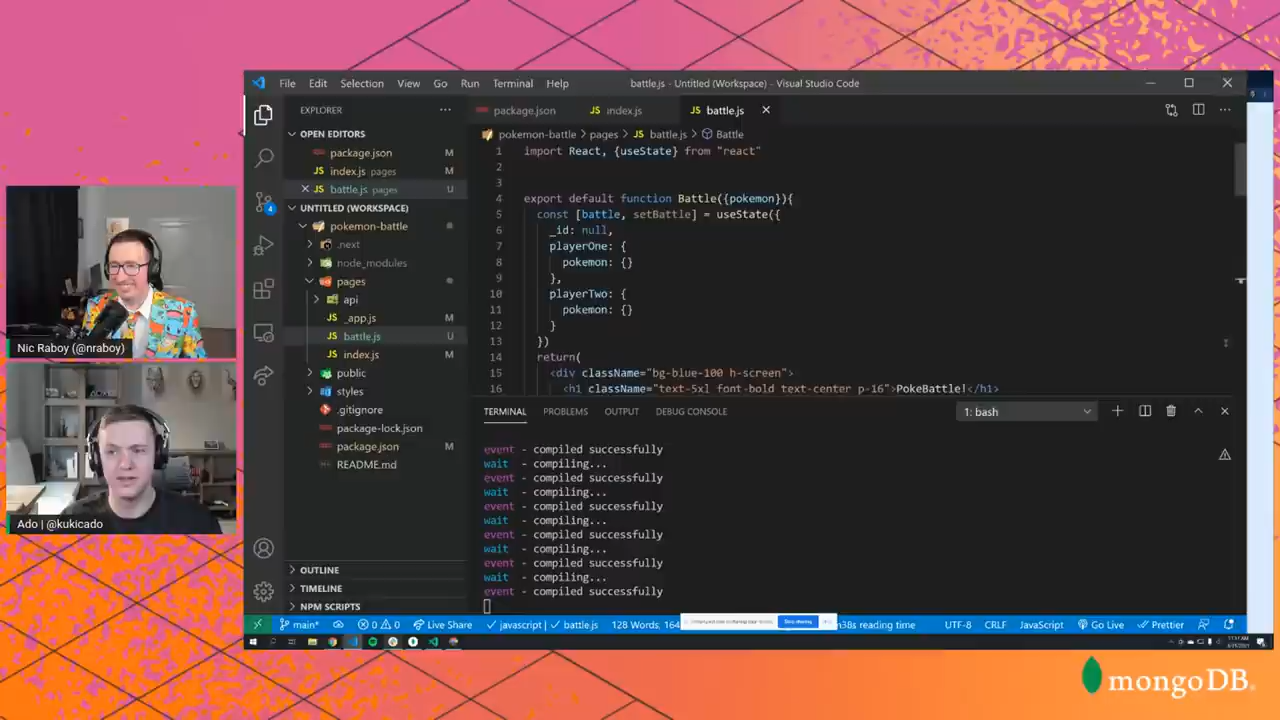 File Edit Selection View Go Run Terminal Help
battle.js - Untitled (Workspace) - Visual Studio Code
EXPLORER
OPEN EDITORS
package.json M
index.js pages M
battle.js pages U
UNTITLED (WORKSPACE)
pokemon-battle
.next
node_modules
pages
api
_app.js M
battle.js U
index.js M
public
styles
.gitignore
package-lock.json
package.json M
README.md
OUTLINE
TIMELINE
NPM SCRIPTS
4
package.json index.js battle.js
pokemon-battle > pages > battle.js > Battle
1 import React, {useState} from "react"
2
3
4 export default function Battle({pokemon}){
5 const [battle, setBattle] = useState({
6 _id: null,
7 playerOne: {
8 pokemon: {}
9 },
10 playerTwo: {
11 pokemon: {}
12 }
13 })
14 return(
15 <div className="bg-blue-100 h-screen">
16 <h1 className="text-5xl font-bold text-center p-16">PokeBattle!</h1>
TERMINAL PROBLEMS OUTPUT DEBUG CONSOLE
1: bash
event - compiled successfully
wait - compiling...
event - compiled successfully
wait - compiling...
event - compiled successfully
wait - compiling...
event - compiled successfully
wait - compiling...
event - compiled successfully
wait - compiling...
event - compiled successfully
main* 0 0 Live Share javascript | battle.js 128 Words, 164 38s reading time UTF-8 CRLF JavaScript Go Live Prettier
Stop sharing
Nic Raboy (@nraboy)
Ado | @kukicado
mongoDB.